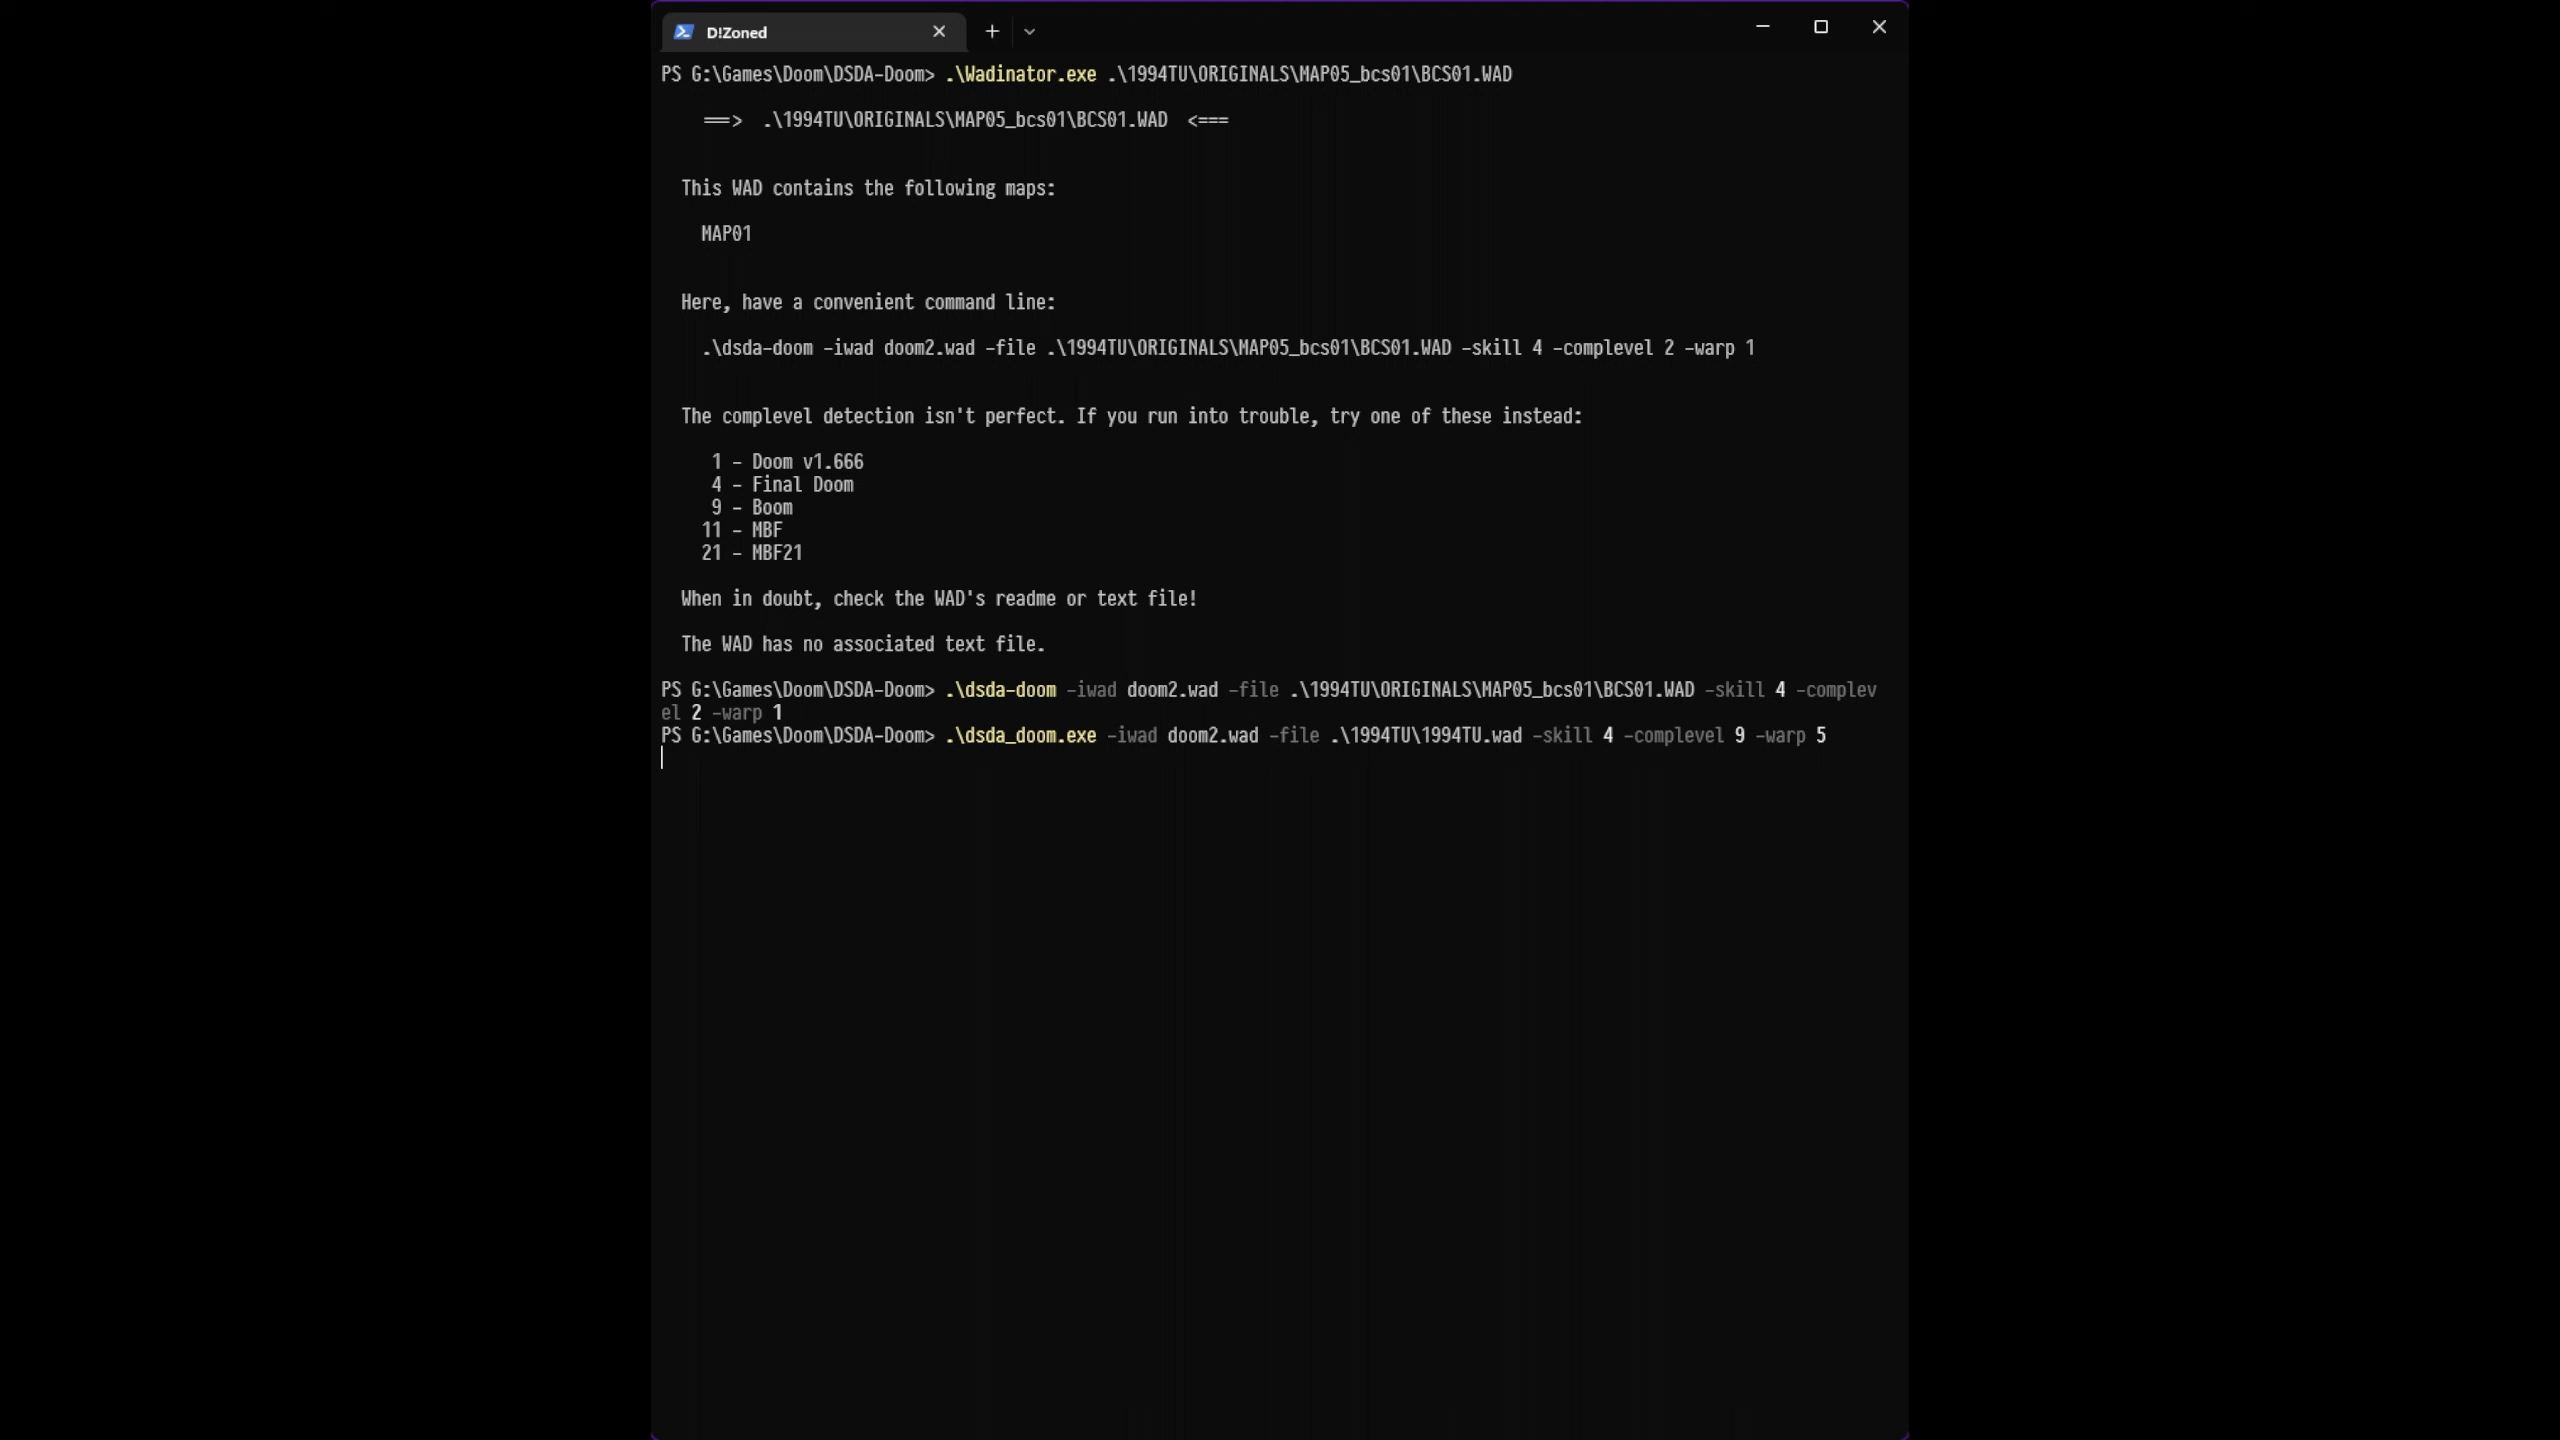 D!Zoned
PS G:\Games\Doom\DSDA-Doom> .\Wadinator.exe .\1994TU\ORIGINALS\MAP05_bcs01\BCS01.WAD
===> .\1994TU\ORIGINALS\MAP05_bcs01\BCS01.WAD <===
This WAD contains the following maps:
MAP01
Here, have a convenient command line:
.\dsda-doom -iwad doom2.wad -file .\1994TU\ORIGINALS\MAP05_bcs01\BCS01.WAD -skill 4 -complevel 2 -warp 1
The complevel detection isn't perfect. If you run into trouble, try one of these instead:
1 - Doom v1.666
4 - Final Doom
9 - Boom
11 - MBF
21 - MBF21
When in doubt, check the WAD's readme or text file!
The WAD has no associated text file.
PS G:\Games\Doom\DSDA-Doom> .\dsda-doom -iwad doom2.wad -file .\1994TU\ORIGINALS\MAP05_bcs01\BCS01.WAD -skill 4 -complev
el 2 -warp 1
PS G:\Games\Doom\DSDA-Doom> .\dsda_doom.exe -iwad doom2.wad -file .\1994TU\1994TU.wad -skill 4 -complevel 9 -warp 5